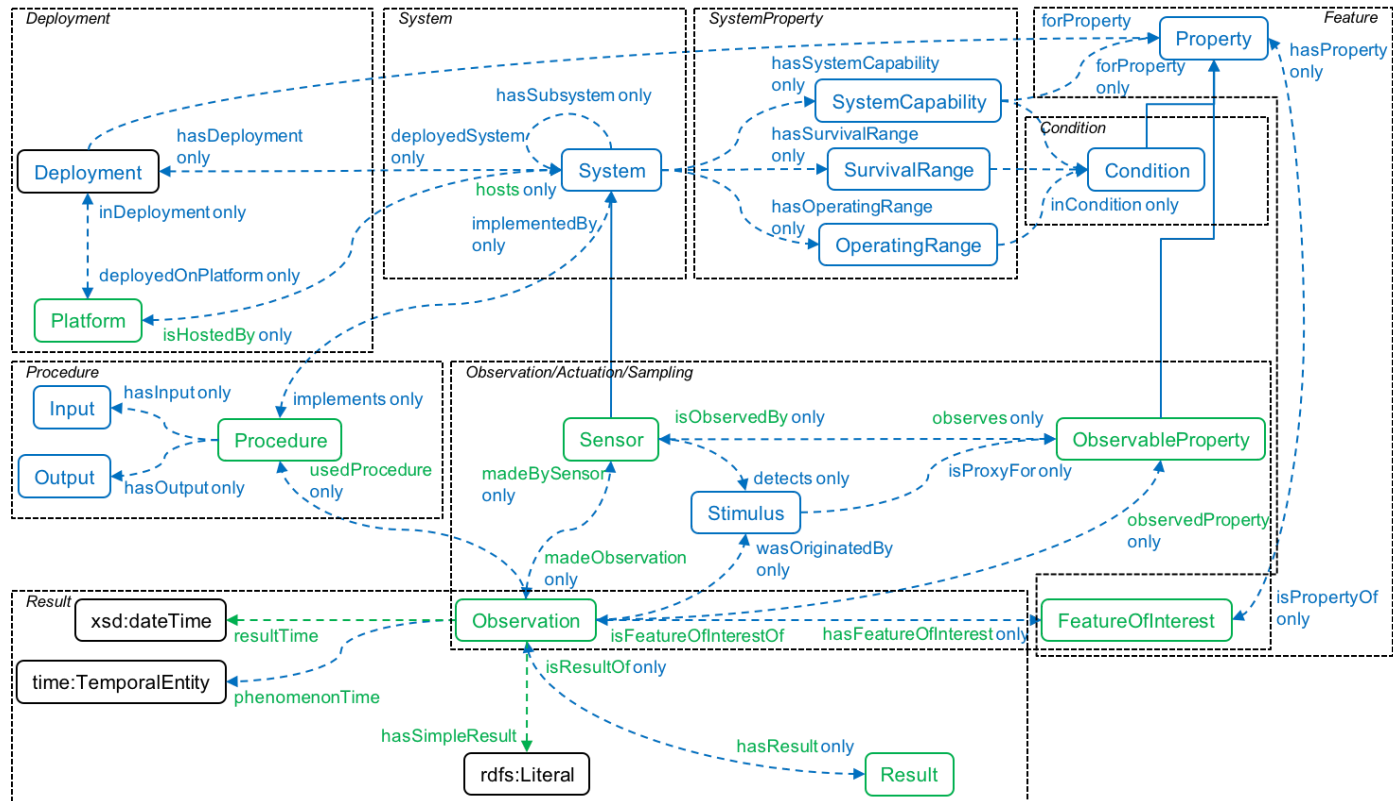 Deployment
System
SystemProperty
Feature
forProperty
Property
hasProperty
only
hasSystemCapability
only
forProperty
only
SystemCapability
hasSubsystem only
hasDeployment
only
deployedSystem
only
Condition
hasSurvivalRange
only
Deployment
System
SurvivalRange
Condition
hosts only
inDeployment only
implementedBy
only
hasOperatingRange
only
inCondition only
OperatingRange
deployedOnPlatform only
Platform
isHostedBy only
Procedure
Observation/Actuation/Sampling
hasInput only
Input
implements only
isObservedBy only
observes only
Procedure
Sensor
ObservableProperty
usedProcedure
only
madeBySensor
only
isProxyFor only
Output
hasOutput only
detects only
Stimulus
observedProperty
only
wasOriginatedBy
only
madeObservation
only
Result
isPropertyOf
only
xsd:dateTime
resultTime
Observation
isFeatureOfInterestOf
hasFeatureOfInterest only
FeatureOfInterest
isResultOf only
time:TemporalEntity
phenomenonTime
hasSimpleResult
hasResult only
rdfs:Literal
Result